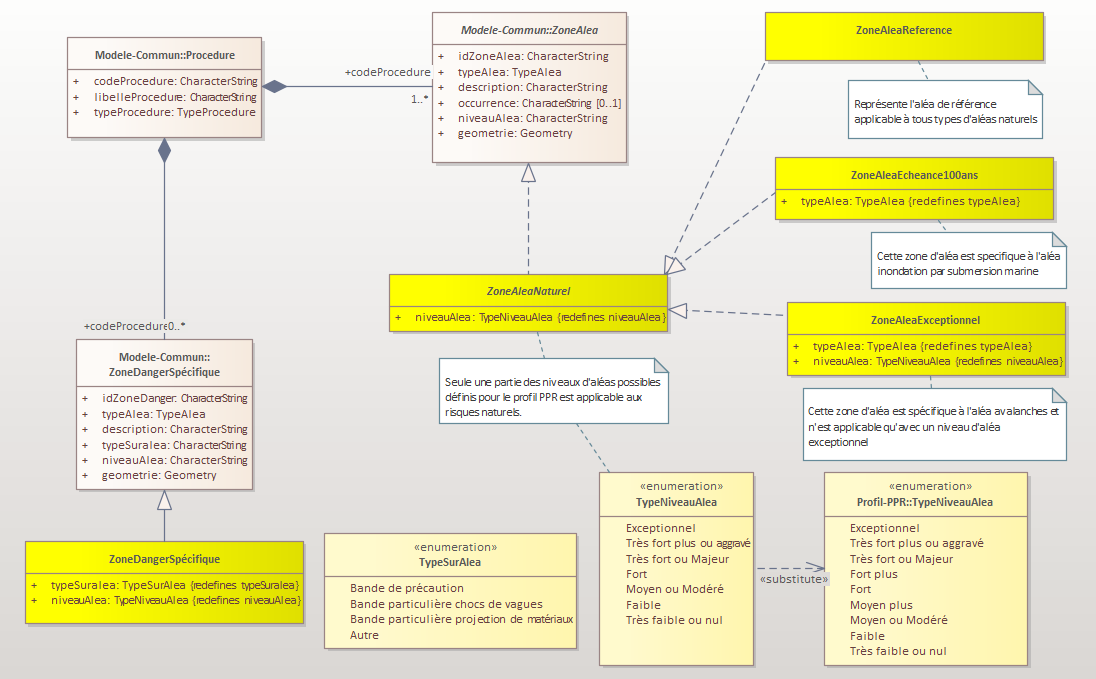 Modele-Commun::Procedure
+ codeProcedure: CharacterString
+ libelleProcedure: CharacterString
+ typeProcedure: TypeProcedure
+codeProcedure
1..*
Modele-Commun::ZoneAlea
+ idZoneAlea: CharacterString
+ typeAlea: TypeAlea
+ description: CharacterString
+ occurrence: CharacterString [0..1]
+ niveauAlea: CharacterString
+ geometrie: Geometry
ZoneAleaReference
Représente l'aléa de référence
applicable à tous types d'aléas naturels
ZoneAleaEcheance100ans
+ typeAlea: TypeAlea {redefines typeAlea}
Cette zone d'aléa est specifique à l'aléa
inondation par submersion marine
ZoneAleaNaturel
+ niveauAlea: TypeNiveauAlea {redefines niveauAlea}
ZoneAleaExceptionnel
+ typeAlea: TypeAlea {redefines typeAlea}
+ niveauAlea: TypeNiveauAlea {redefines niveauAlea}
Seule une partie des niveaux d'aléas possibles
définis pour le profil PPR est applicable aux
risques naturels.
Cette zone d'aléa est spécifique à l'aléa avalanches et
n'est applicable qu'avec un niveau d'aléa
exceptionnel
+codeProcedure 0..*
Modele-Commun::
ZoneDangerSpécifique
+ idZoneDanger: CharacterString
+ typeAlea: TypeAlea
+ description: CharacterString
+ typeSuralea: CharacterString
+ niveauAlea: CharacterString
+ geometrie: Geometry
ZoneDangerSpécifique
+ typeSuralea: TypeSurAlea {redefines typeSuralea}
+ niveauAlea: TypeNiveauAlea {redefines niveauAlea}
«enumeration»
TypeSurAlea
Bande de précaution
Bande particulière chocs de vagues
Bande particulière projection de matériaux
Autre
«enumeration»
TypeNiveauAlea
Exceptionnel
Très fort plus ou aggravé
Très fort ou Majeur
Fort
Moyen ou Modéré
Faible
Très faible ou nul
«substitute»
«enumeration»
Profil-PPR::TypeNiveauAlea
Exceptionnel
Très fort plus ou aggravé
Très fort ou Majeur
Fort plus
Fort
Moyen plus
Moyen ou Modéré
Faible
Très faible ou nul